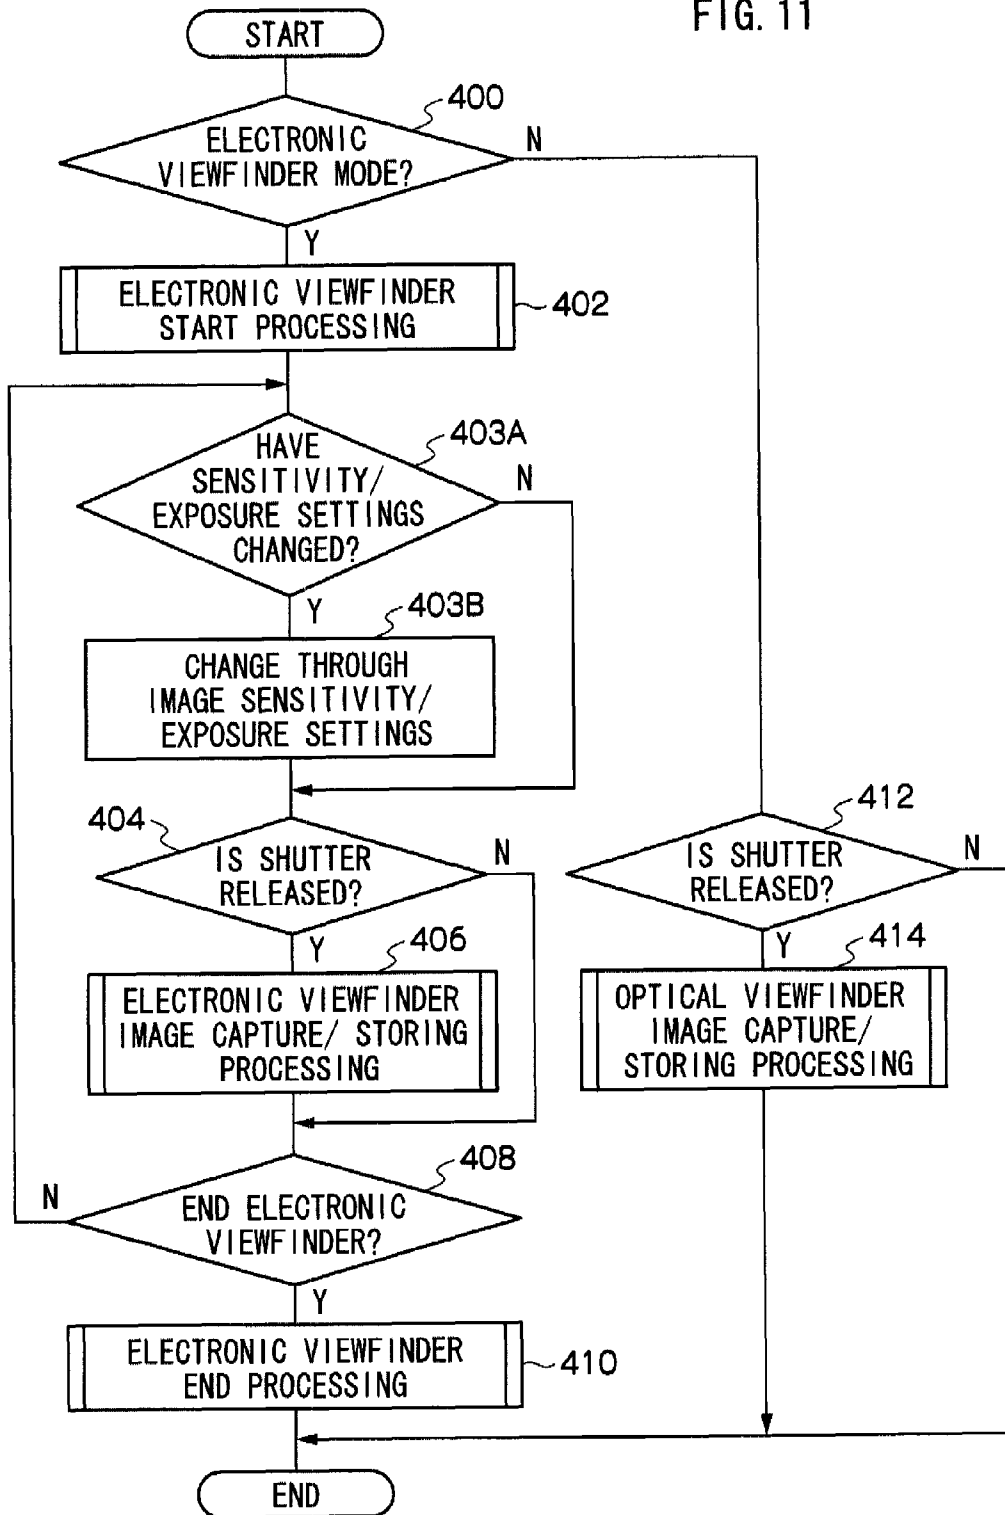 FIG. 11
START
400
ELECTRONIC
VIEWFINDER MODE?
N
Y
ELECTRONIC VIEWFINDER
START PROCESSING
402
403A
HAVE
SENSITIVITY/
EXPOSURE SETTINGS
CHANGED?
N
Y
403B
CHANGE THROUGH
IMAGE SENSITIVITY/
EXPOSURE SETTINGS
404
IS SHUTTER
RELEASED?
N
Y
406
ELECTRONIC VIEWFINDER
IMAGE CAPTURE/ STORING
PROCESSING
408
END ELECTRONIC
VIEWFINDER?
N
Y
ELECTRONIC VIEWFINDER
END PROCESSING
410
412
IS SHUTTER
RELEASED?
N
Y
414
OPTICAL VIEWFINDER
IMAGE CAPTURE/
STORING PROCESSING
END